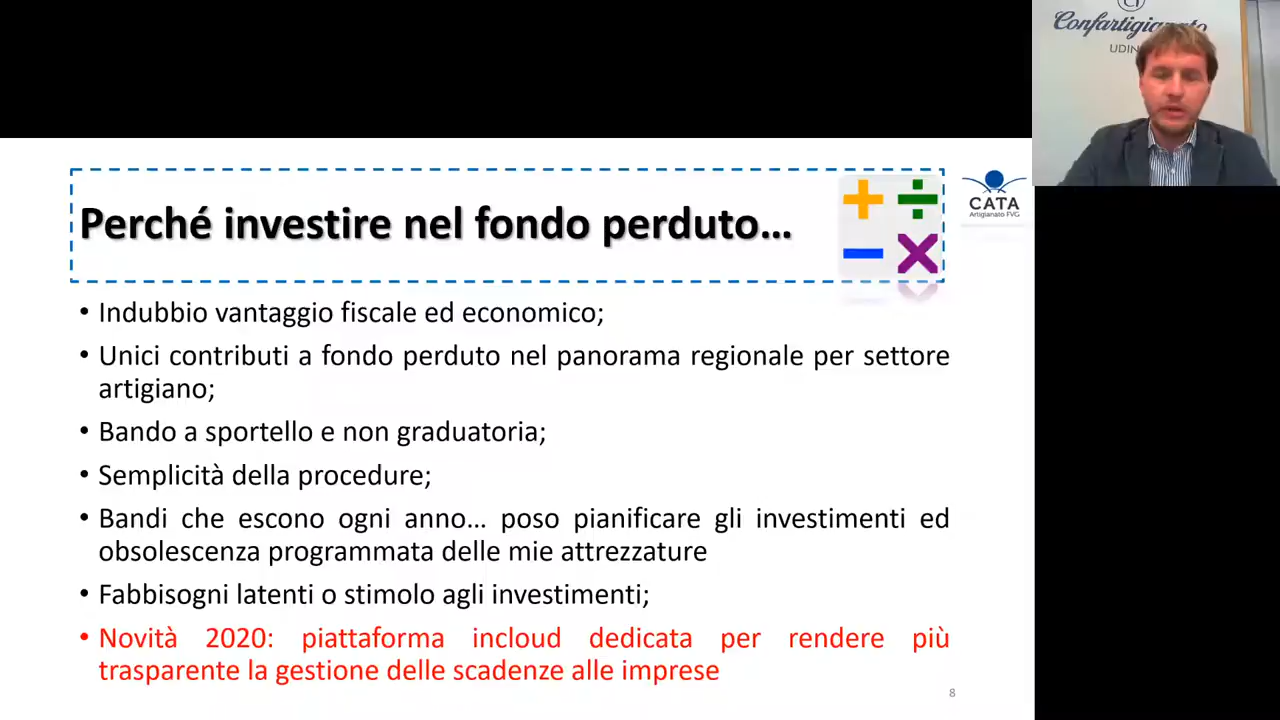 Confartigianato
UDIN
Perché investire nel fondo perduto...
CATA
Artigianato FVG
• Indubbio vantaggio fiscale ed economico;
• Unici contributi a fondo perduto nel panorama regionale per settore
artigiano;
• Bando a sportello e non graduatoria;
• Semplicità della procedure;
• Bandi che escono ogni anno... poso pianificare gli investimenti ed
obsolescenza programmata delle mie attrezzature
• Fabbisogni latenti o stimolo agli investimenti;
• Novità 2020: piattaforma incloud dedicata per rendere più
trasparente la gestione delle scadenze alle imprese
8